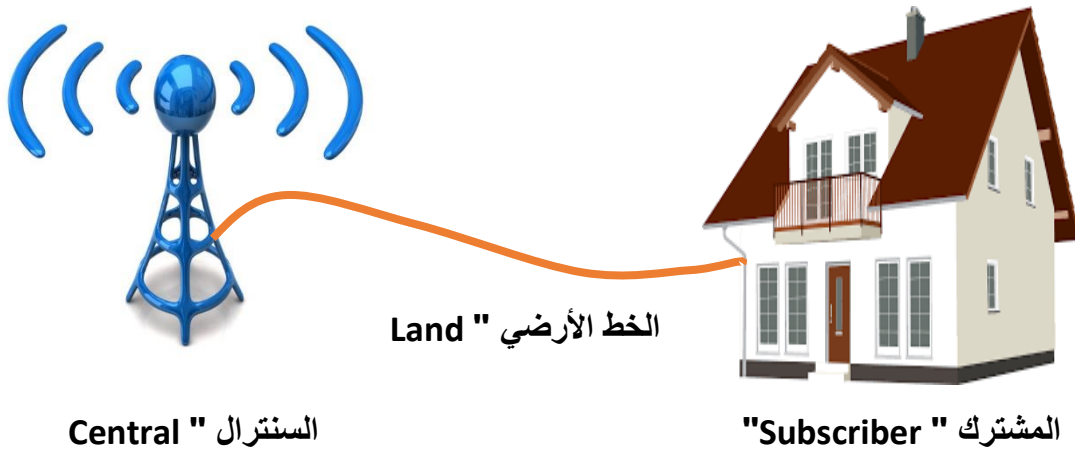 الخط الأرضي " Land
السنترال " Central
المشترك " Subscriber"